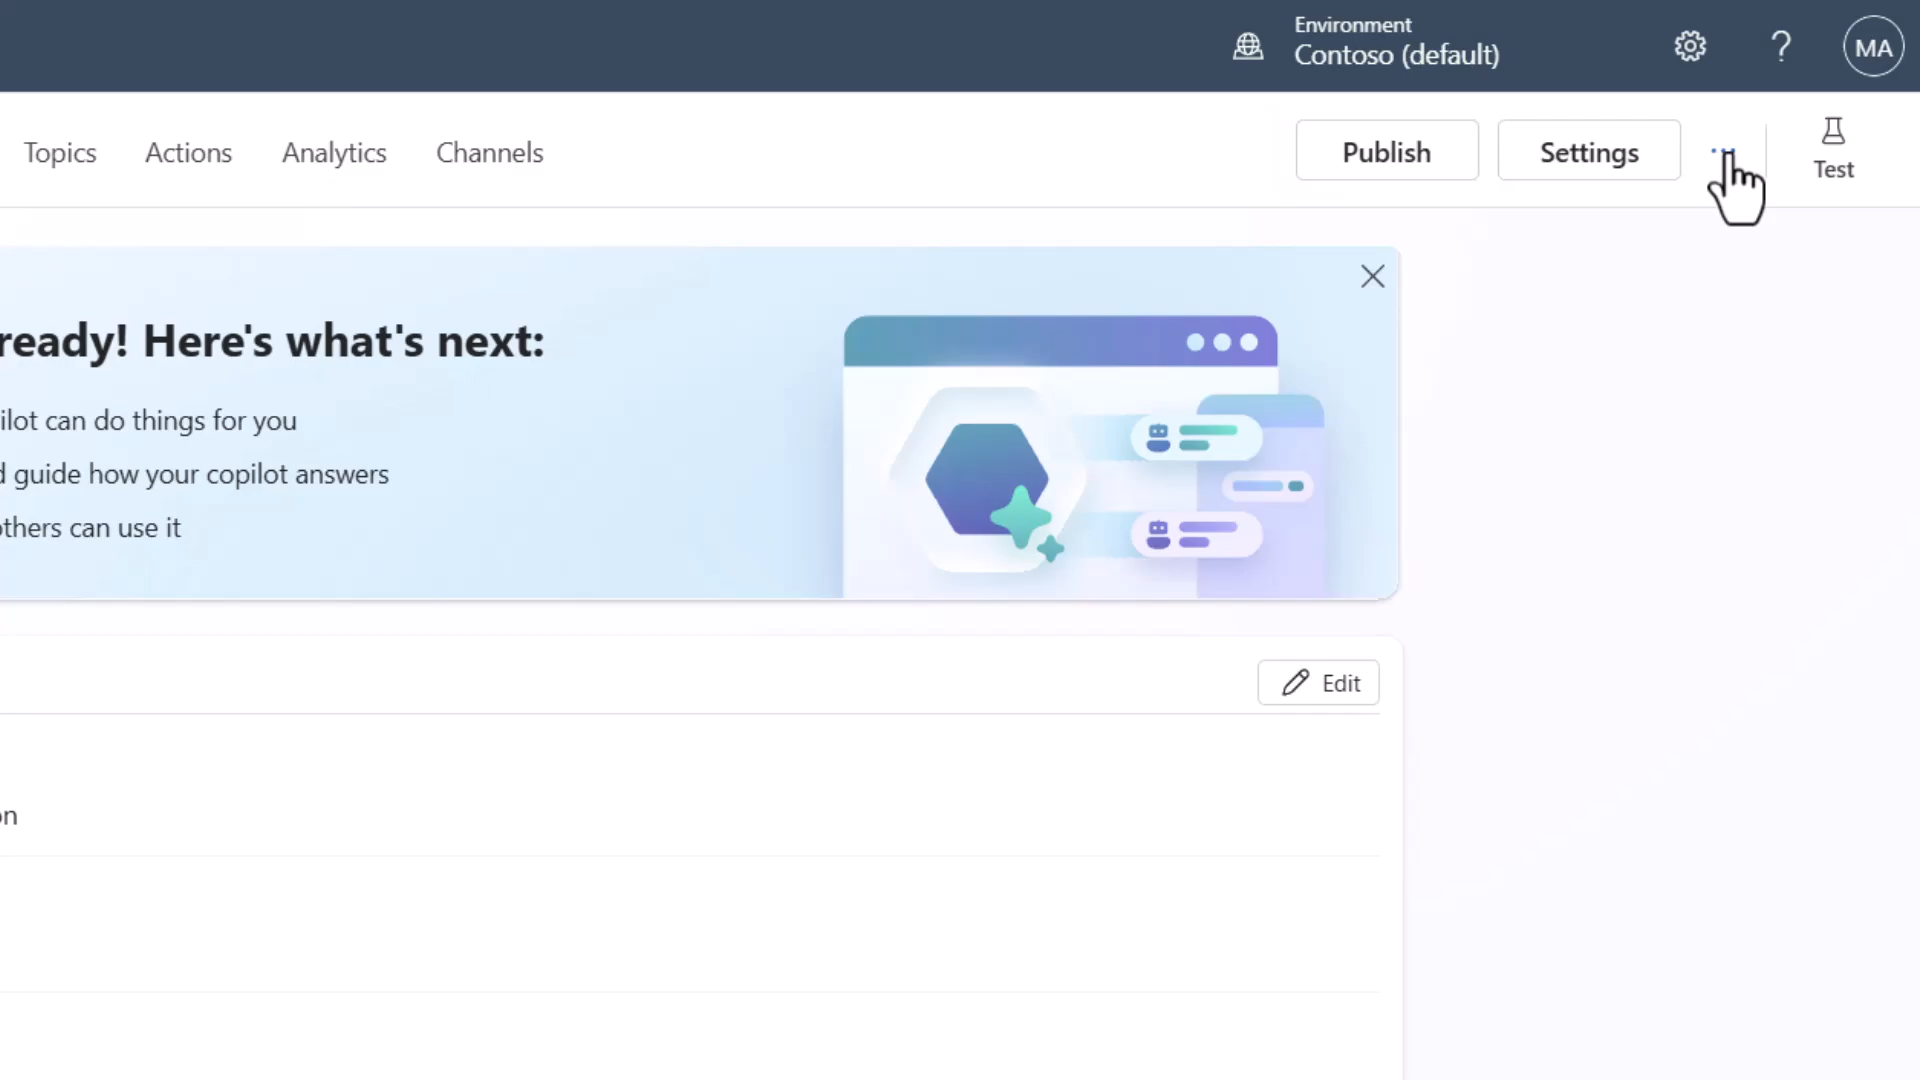 Environment
Contoso (default)
MA
Topics
Actions
Analytics
Channels
Publish
Settings
Test
ready! Here's what's next:
ilot can do things for you
d guide how your copilot answers
others can use it
Edit
on